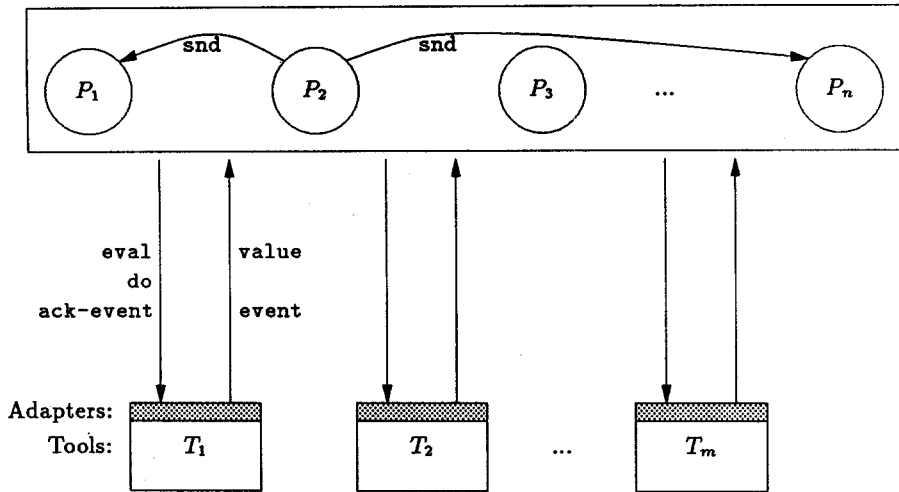 snd snd
P1 P2 P3 ... Pn
eval value
do
ack-event event
Adapters:
Tools: T1 T2 ... Tm